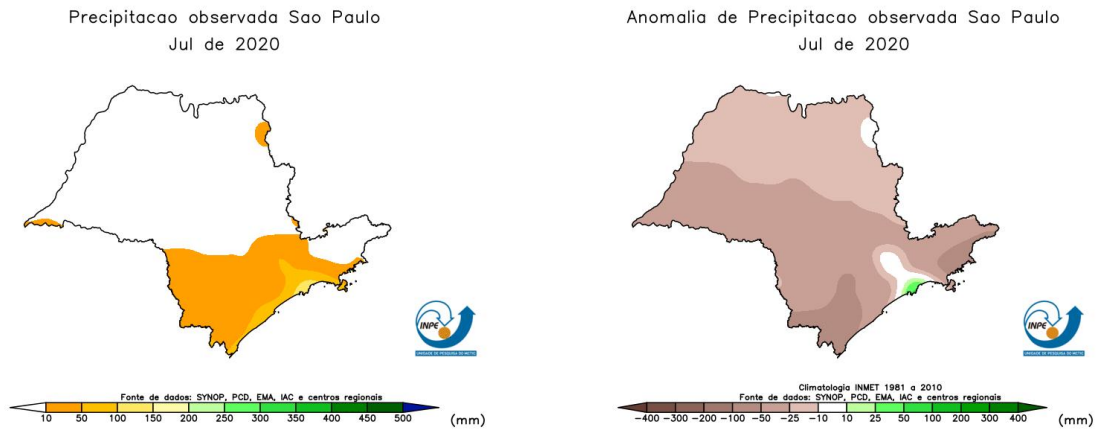 Precipitacao observada Sao Paulo
Jul de 2020
INPE
Fonte de dados: SYNOP, PCD, EMA, IAC e centros regionais
10 50 100 150 200 250 300 350 400 450 500
(mm)
Anomalia de Precipitacao observada Sao Paulo
Jul de 2020
INPE
Climatologia INMET 1981 a 2010
Fonte de dados: SYNOP, PCD, EMA, IAC e centros regionais
-400 -300 -200 -100 -50 -25 -10 10 25 50 100 200 300 400
(mm)